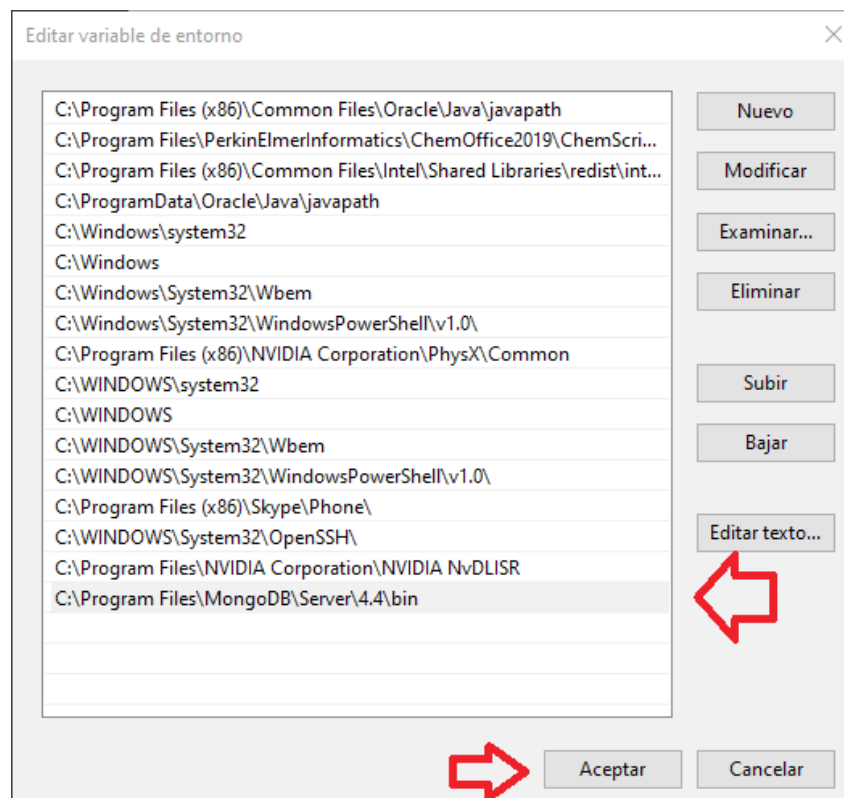 Editar variable de entorno
C:\Program Files (x86)\Common Files\Oracle\Java\javapath
C:\Program Files\PerkinElmerInformatics\ChemOffice2019\ChemScri...
C:\Program Files (x86)\Common Files\Intel\Shared Libraries\redist\int...
C:\ProgramData\Oracle\Java\javapath
C:\Windows\system32
C:\Windows
C:\Windows\System32\Wbem
C:\Windows\System32\WindowsPowerShell\v1.0\
C:\Program Files (x86)\NVIDIA Corporation\PhysX\Common
C:\WINDOWS\system32
C:\WINDOWS
C:\WINDOWS\System32\Wbem
C:\WINDOWS\System32\WindowsPowerShell\v1.0\
C:\Program Files (x86)\Skype\Phone\
C:\WINDOWS\System32\OpenSSH\
C:\Program Files\NVIDIA Corporation\NVIDIA NvDLISR
C:\Program Files\MongoDB\Server\4.4\bin
Nuevo
Modificar
Examinar...
Eliminar
Subir
Bajar
Editar texto...
Aceptar
Cancelar